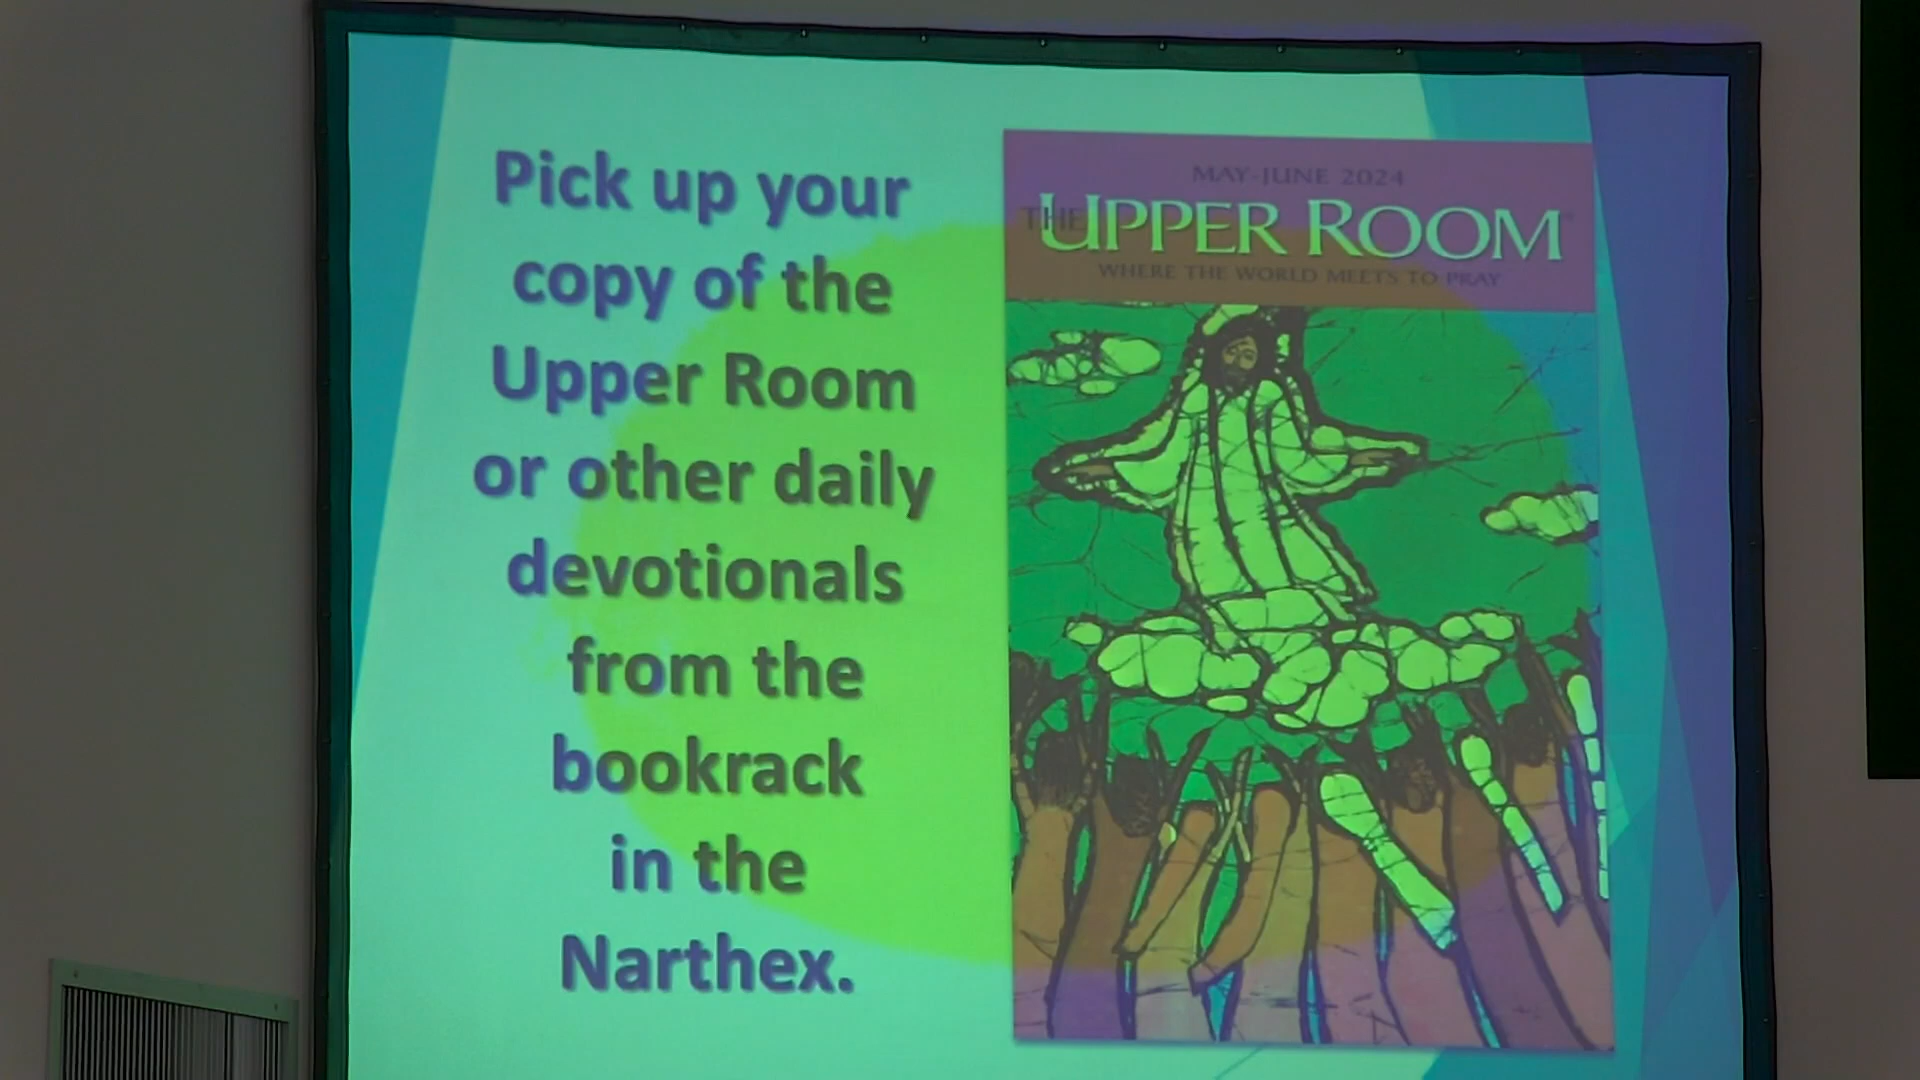 Pick up your
copy of the
Upper Room
or other daily
devotionals
from the
bookrack
in the
Narthex.
MAY-JUNE 2024
THE UPPER ROOM
WHERE THE WORLD MEETS TO PRAY